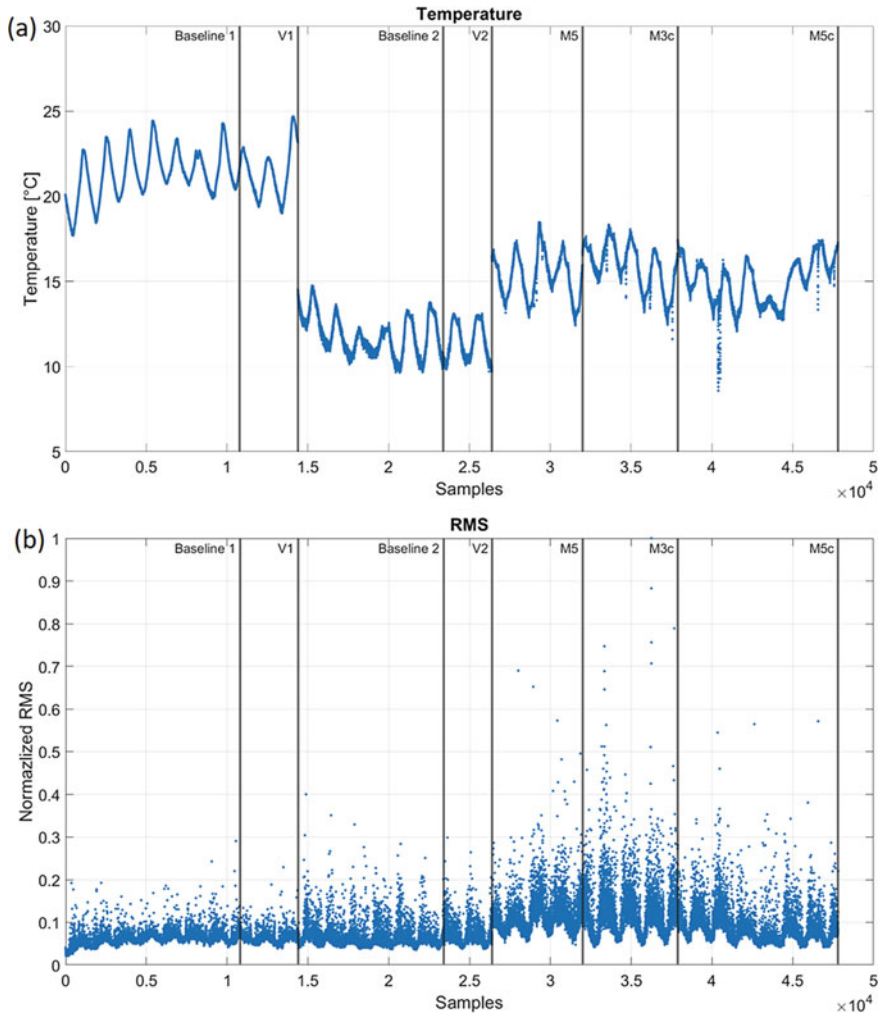 (a)
Temperature
30
25
20
15
10
5
Temperature [°C]
Baseline 1
V1
Baseline 2
V2
M5
M3c
M5c
0 0.5 1 1.5 2 2.5 3 3.5 4 4.5 5
Samples
×10⁴
(b)
RMS
1
0.9
0.8
0.7
0.6
0.5
0.4
0.3
0.2
0.1
0
Normazlized RMS
Baseline 1
V1
Baseline 2
V2
M5
M3c
M5c
0 0.5 1 1.5 2 2.5 3 3.5 4 4.5 5
Samples
×10⁴